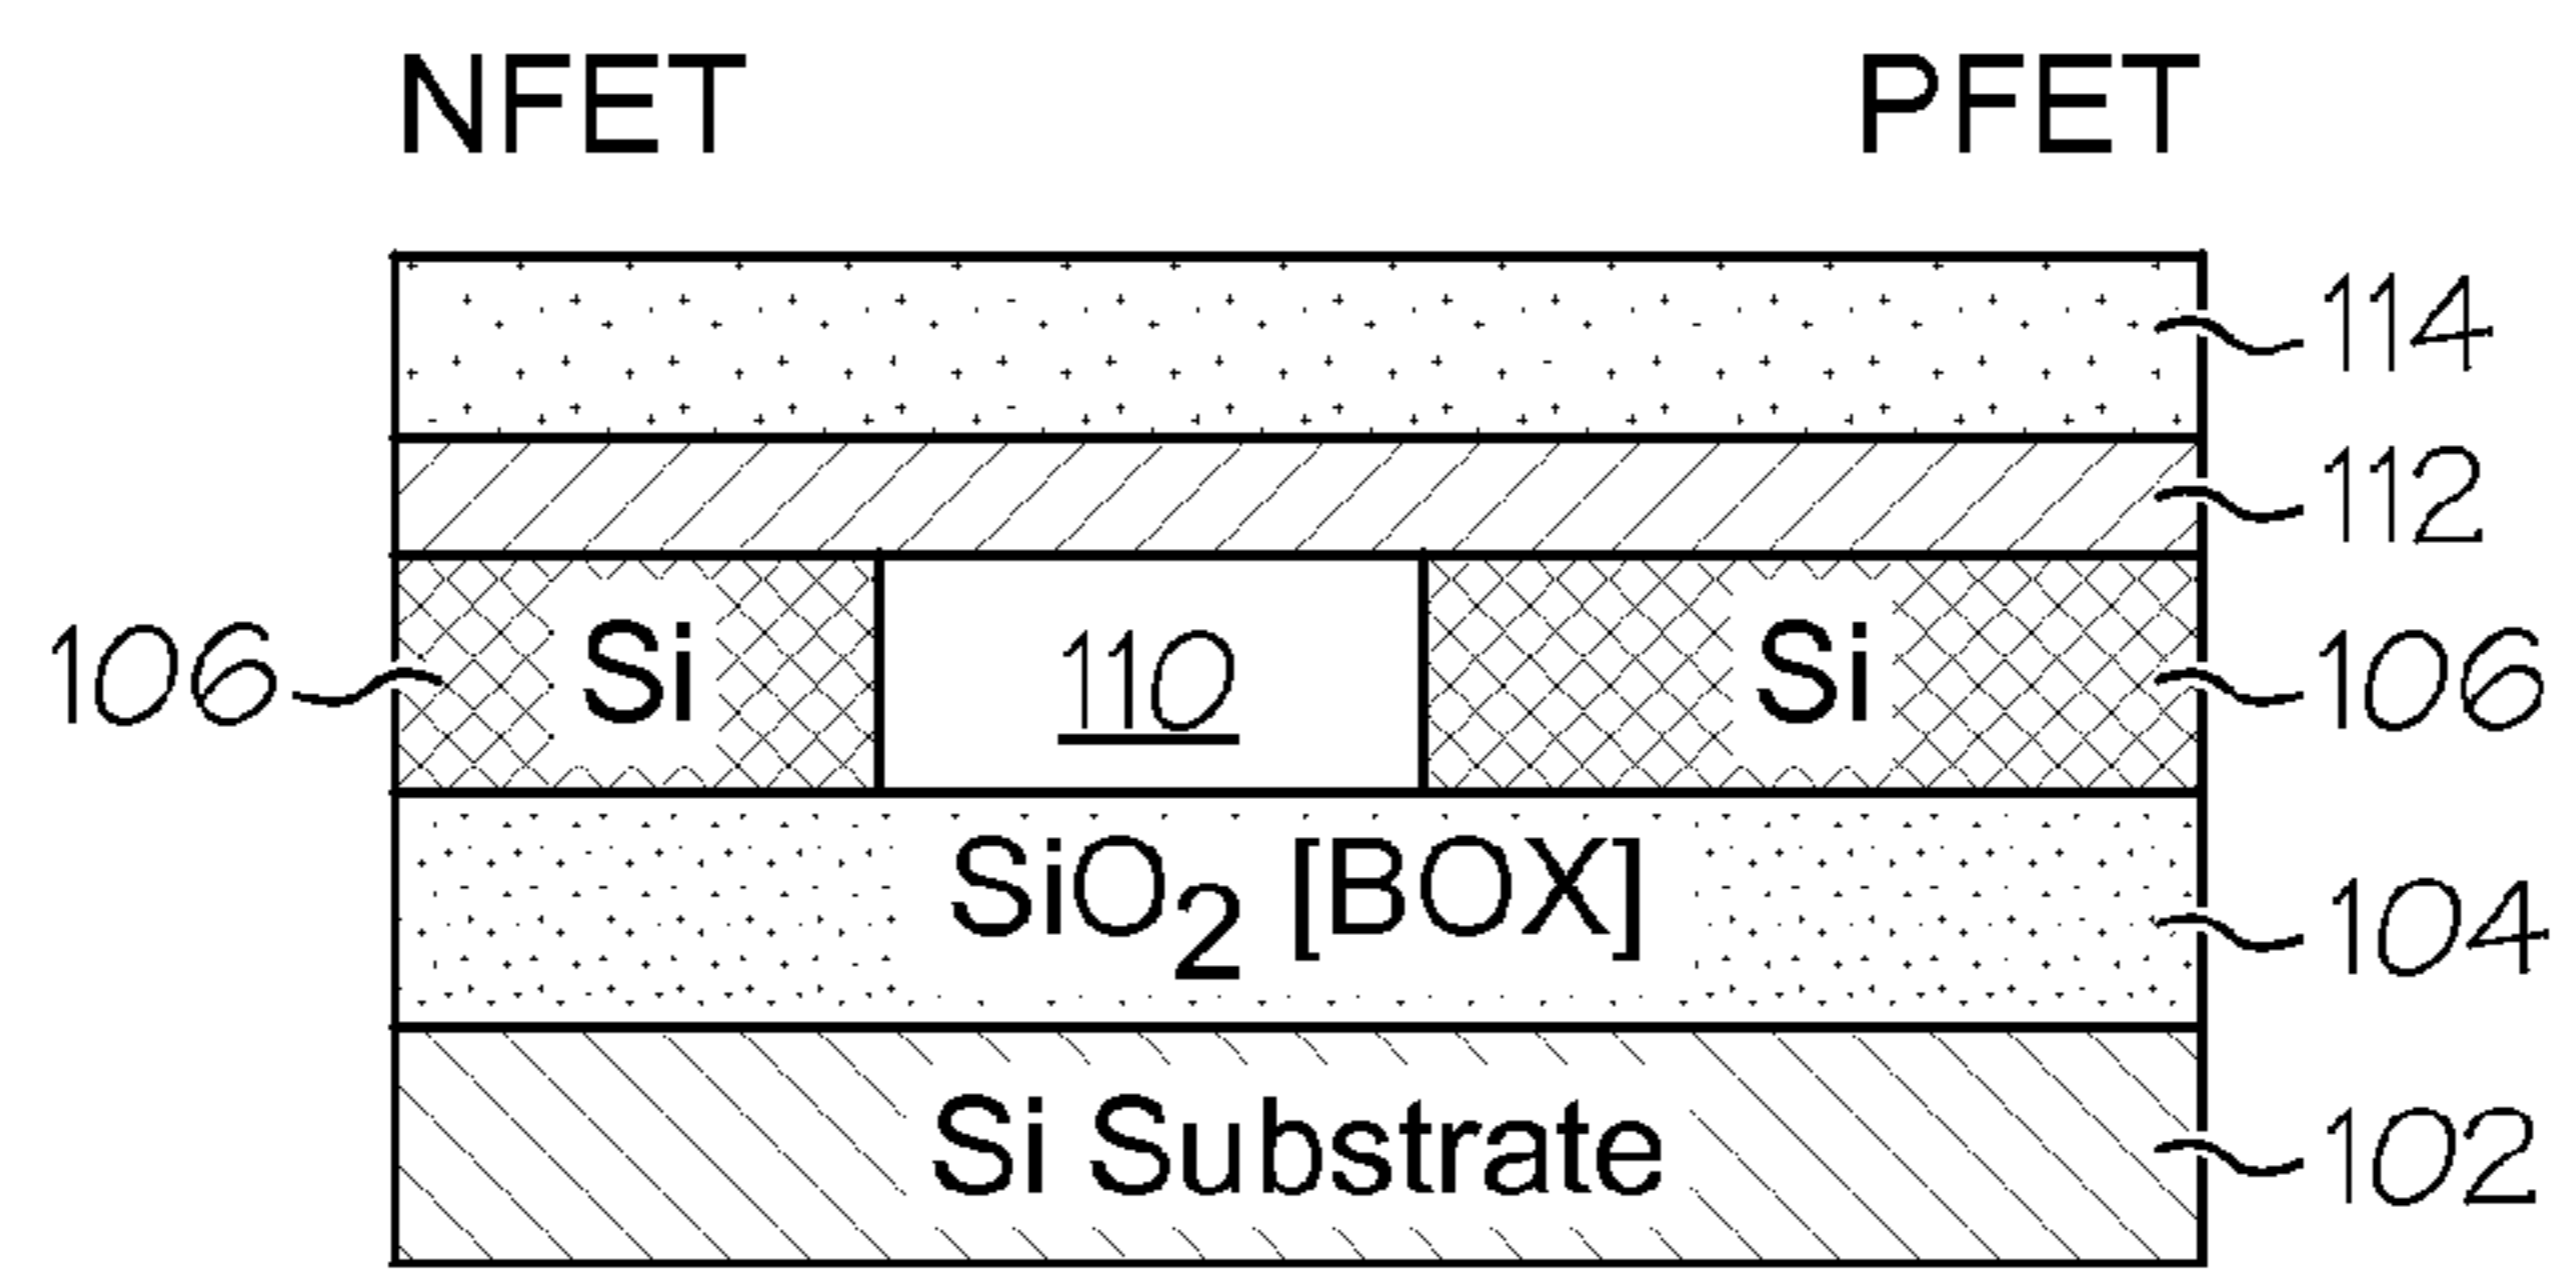 NFET PFET
114
112
106 Si 110 Si 106
SiO2 [BOX] 104
Si Substrate 102